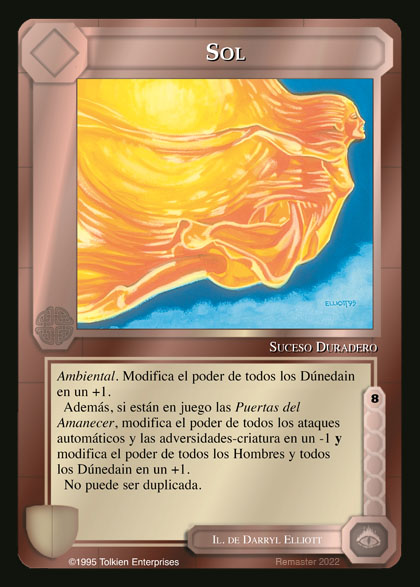 Sol
ELLIOTT95
Suceso Duradero
Ambiental. Modifica el poder de todos los Dúnedain
en un +1.
Además, si están en juego las Puertas del
Amanecer, modifica el poder de todos los ataques
automáticos y las adversidades-criatura en un -1 y
modifica el poder de todos los Hombres y todos
los Dúnedain en un +1.
No puede ser duplicada.
8
Il. de Darryl Elliott
©1995 Tolkien Enterprises
Remaster 2022